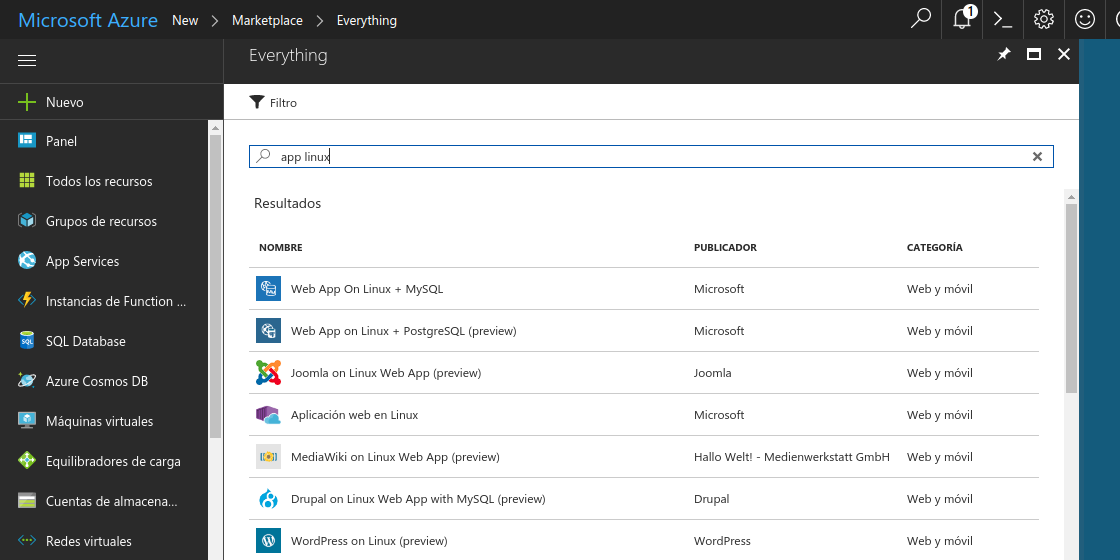 Microsoft Azure New > Marketplace > Everything 1 >_
Everything
Nuevo
Panel
Todos los recursos
Grupos de recursos
App Services
Instancias de Function ...
SQL Database
Azure Cosmos DB
Máquinas virtuales
Equilibradores de carga
Cuentas de almacena...
Redes virtuales
Filtro
app linux
Resultados
NOMBRE PUBLICADOR CATEGORÍA
Web App On Linux + MySQL Microsoft Web y móvil
Web App on Linux + PostgreSQL (preview) Microsoft Web y móvil
Joomla on Linux Web App (preview) Joomla Web y móvil
Aplicación web en Linux Microsoft Web y móvil
MediaWiki on Linux Web App (preview) Hallo Welt! - Medienwerkstatt GmbH Web y móvil
Drupal on Linux Web App with MySQL (preview) Drupal Web y móvil
WordPress on Linux (preview) WordPress Web y móvil